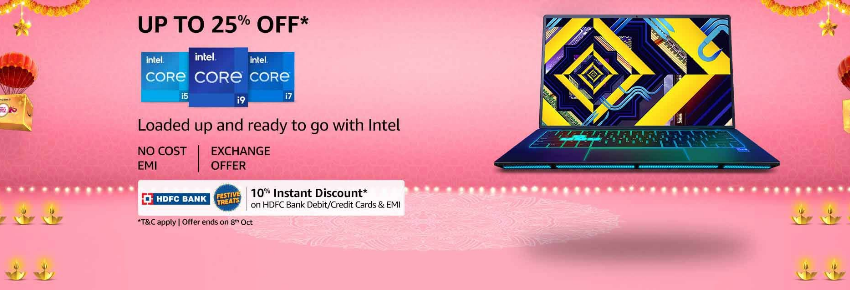 UP TO 25% OFF*
intel. intel. intel.
CORE CORE CORE
i5 i9 i7
Loaded up and ready to go with Intel
NO COST EMI
EXCHANGE OFFER
HDFC BANK
FESTIVE TREATS
10% Instant Discount*
on HDFC Bank Debit/Credit Cards & EMI
*T&C apply | Offer ends on 8th Oct